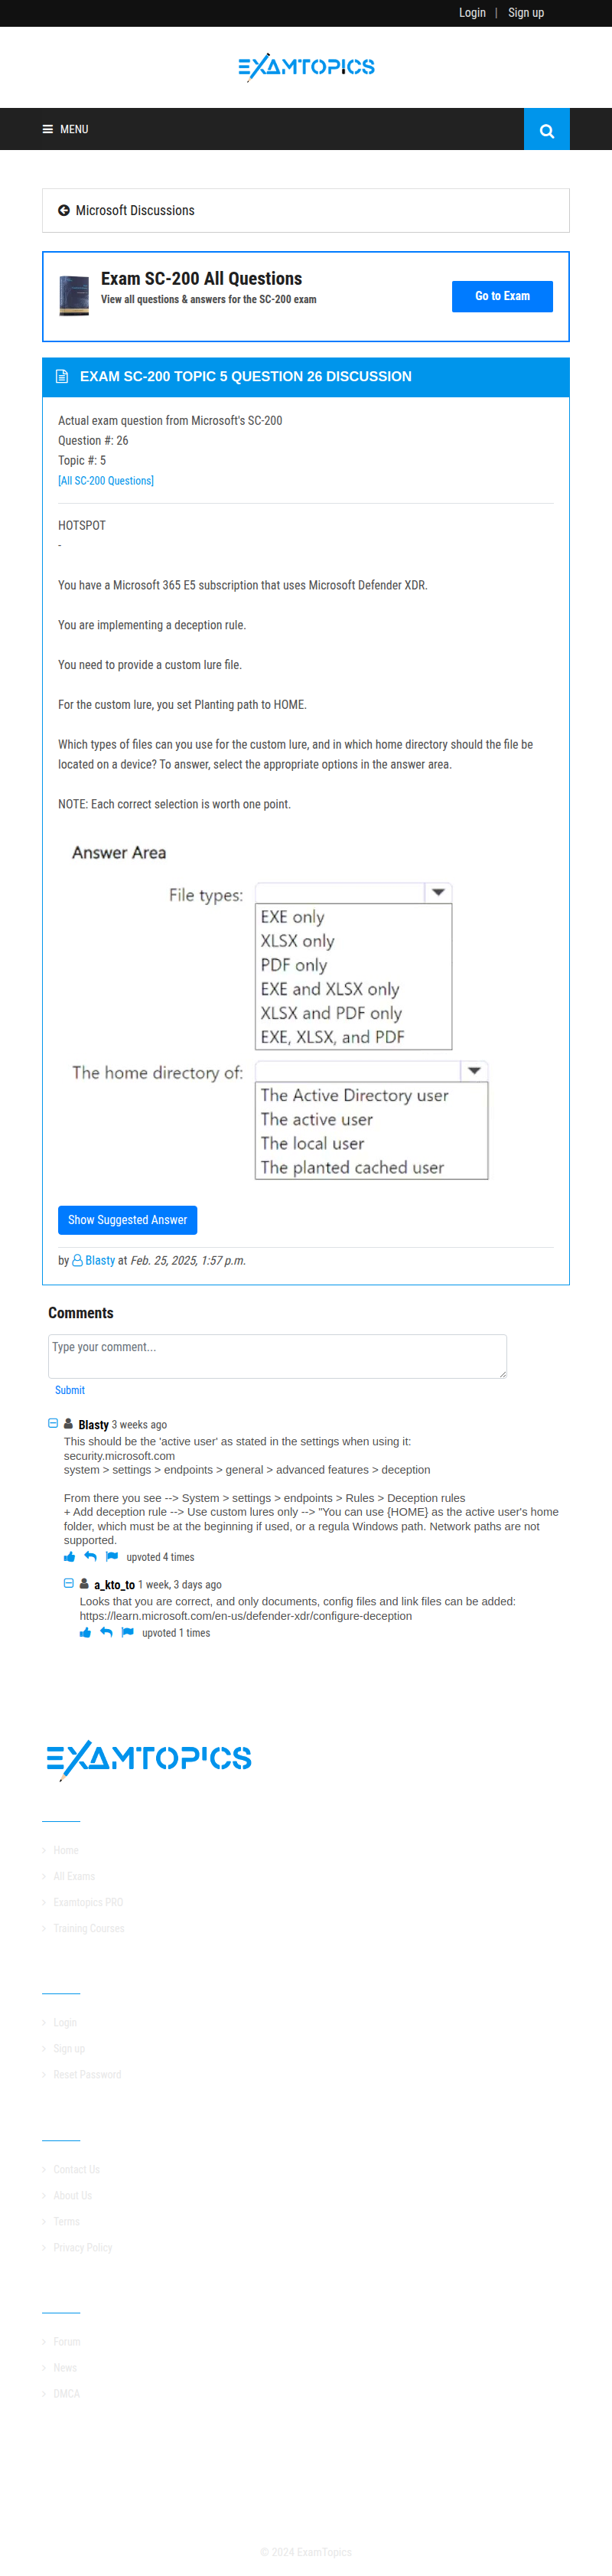 Login | Sign up
EXAMTOPICS
MENU
Microsoft Discussions
Exam SC-200 All Questions
View all questions & answers for the SC-200 exam
Go to Exam
EXAM SC-200 TOPIC 5 QUESTION 26 DISCUSSION
Actual exam question from Microsoft's SC-200
Question #: 26
Topic #: 5
[All SC-200 Questions]
HOTSPOT
-
You have a Microsoft 365 E5 subscription that uses Microsoft Defender XDR.
You are implementing a deception rule.
You need to provide a custom lure file.
For the custom lure, you set Planting path to HOME.
Which types of files can you use for the custom lure, and in which home directory should the file be
located on a device? To answer, select the appropriate options in the answer area.
NOTE: Each correct selection is worth one point.
Answer Area
File types:
EXE only
XLSX only
PDF only
EXE and XLSX only
XLSX and PDF only
EXE, XLSX, and PDF
The home directory of:
The Active Directory user
The active user
The local user
The planted cached user
Show Suggested Answer
by Blasty at Feb. 25, 2025, 1:57 p.m.
Comments
Type your comment...
Submit
Blasty 3 weeks ago
This should be the 'active user' as stated in the settings when using it:
security.microsoft.com
system > settings > endpoints > general > advanced features > deception
From there you see --> System > settings > endpoints > Rules > Deception rules
+ Add deception rule --> Use custom lures only --> "You can use {HOME} as the active user's home
folder, which must be at the beginning if used, or a regula Windows path. Network paths are not
supported.
upvoted 4 times
a_kto_to 1 week, 3 days ago
Looks that you are correct, and only documents, config files and link files can be added:
https://learn.microsoft.com/en-us/defender-xdr/configure-deception
upvoted 1 times
EXAMTOPICS
Home
All Exams
Examtopics PRO
Training Courses
Login
Sign up
Reset Password
Contact Us
About Us
Terms
Privacy Policy
Forum
News
DMCA
© 2024 ExamTopics